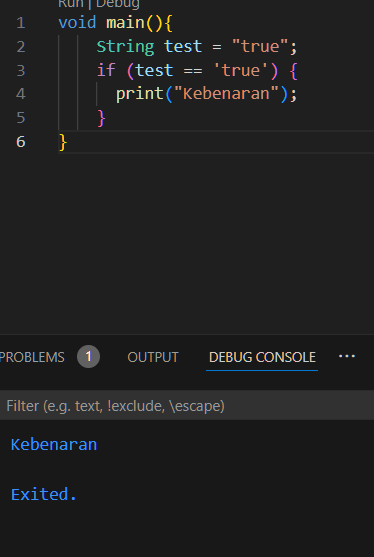 Run | Debug
1 void main(){
2 String test = "true";
3 if (test == 'true') {
4 print("Kebenaran");
5 }
6 }
PROBLEMS 1 OUTPUT DEBUG CONSOLE ...
Filter (e.g. text, !exclude, \escape)
Kebenaran
Exited.